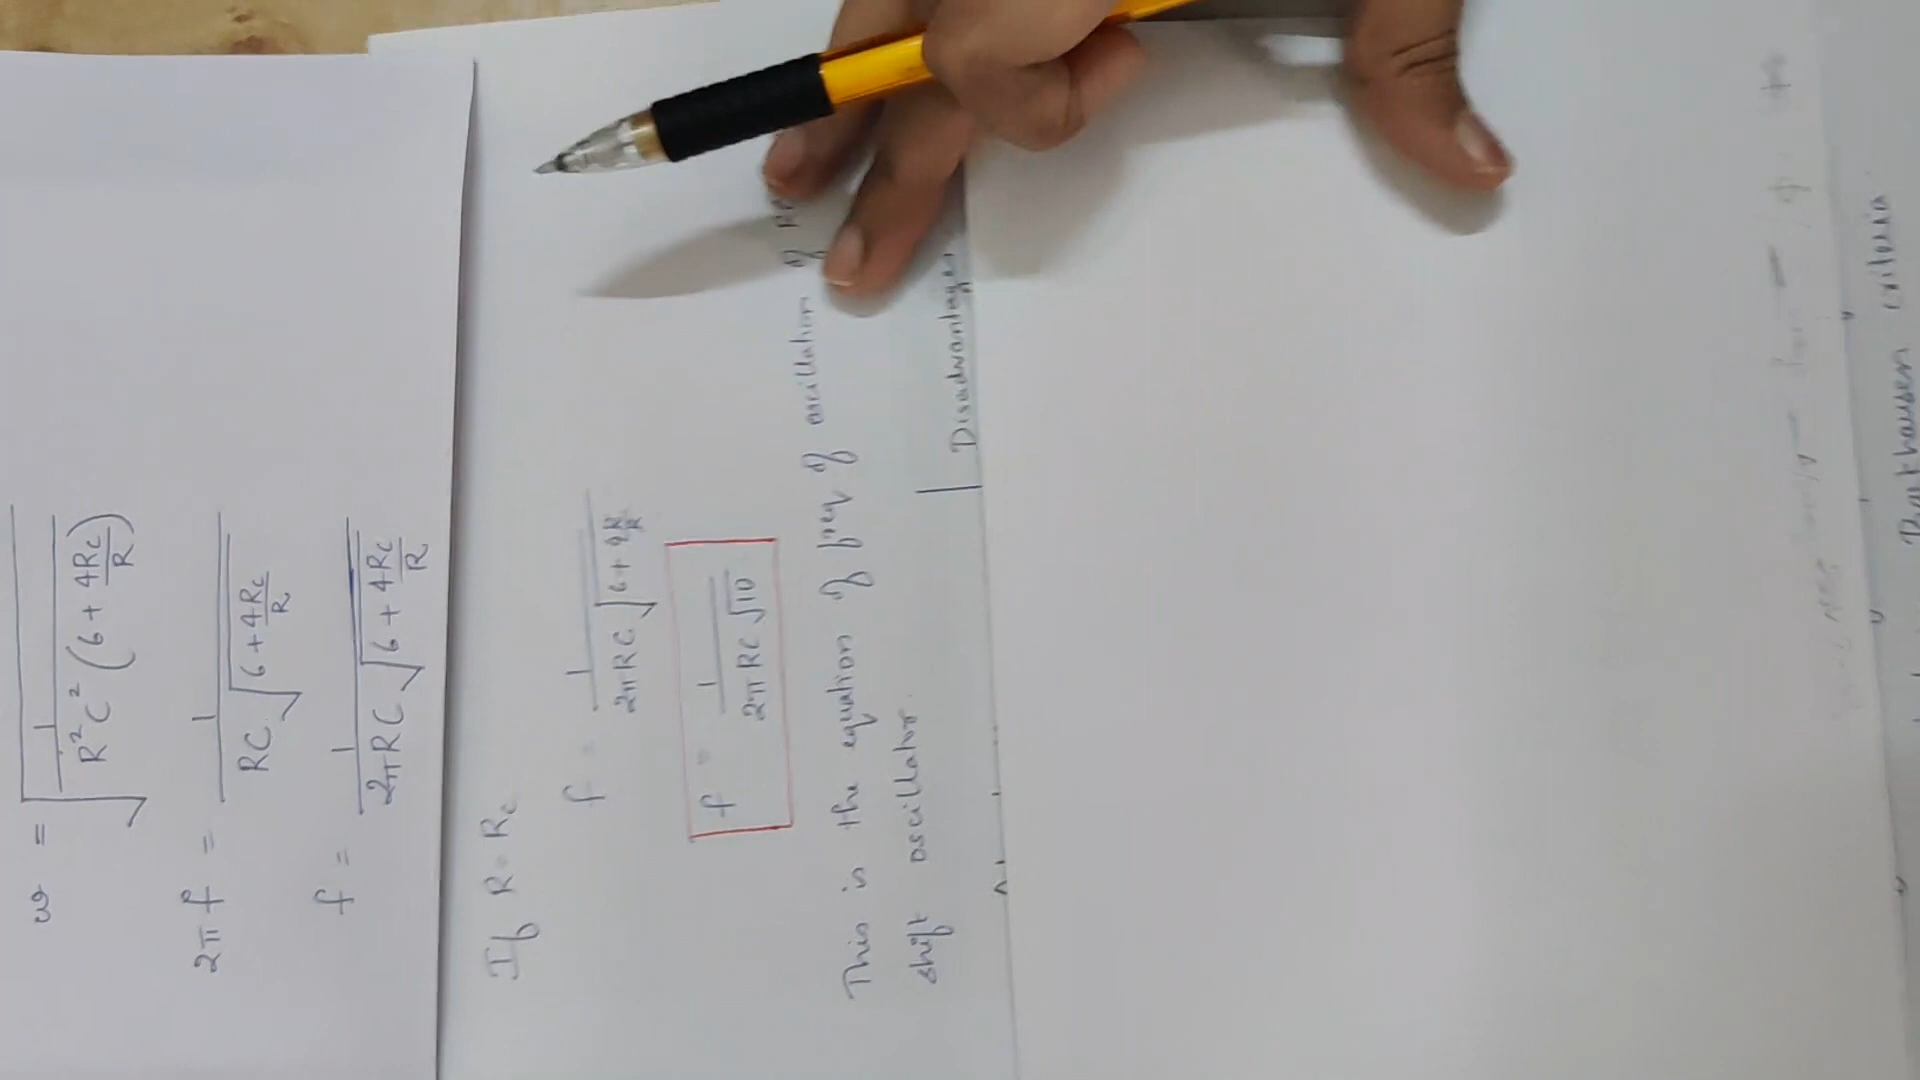 ω = √(1/(R²C²(6 + 4Rc/R)))
2πf = 1/(RC√(6 + 4Rc/R))
f = 1/(2πRC√(6 + 4Rc/R))
If R = Rc
f = 1/(2πRC√(6 + 4R/R))
f = 1/(2πRC√10)
This is the equation of freq of oscillation of RC
shift oscillator.
Disadvantages
Barkhausen criteria